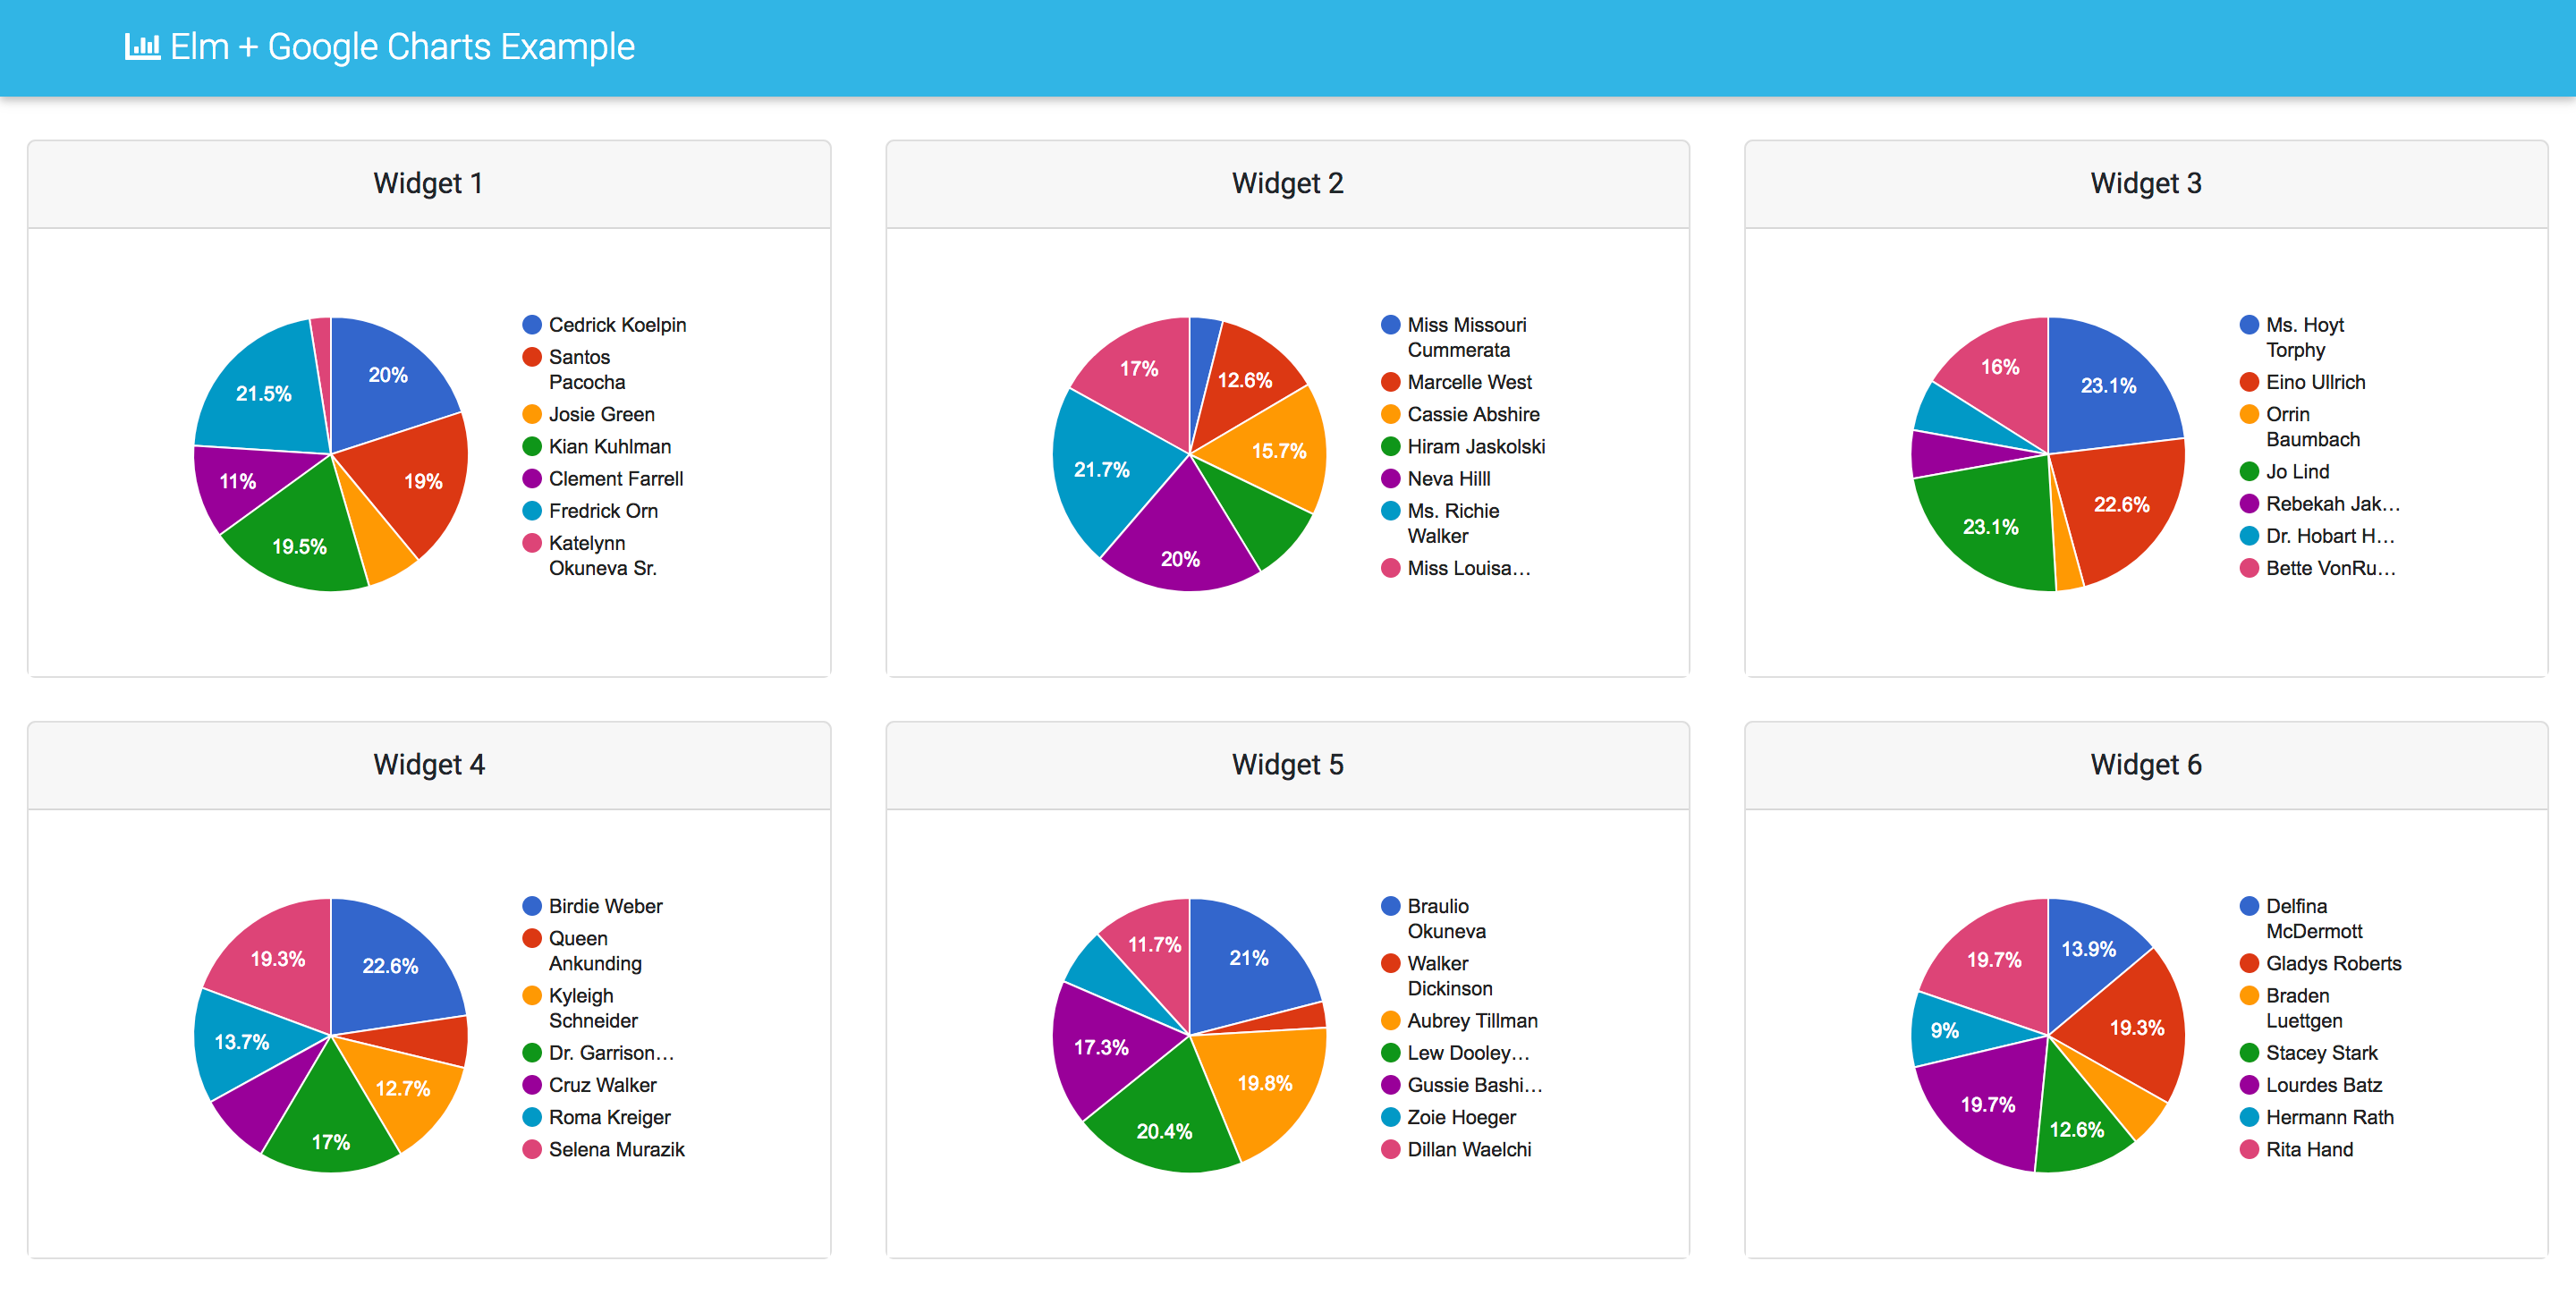 Elm + Google Charts Example
Widget 1
20%
19%
19.5%
11%
21.5%
Cedrick Koelpin
Santos
Pacocha
Josie Green
Kian Kuhlman
Clement Farrell
Fredrick Orn
Katelynn
Okuneva Sr.
Widget 2
12.6%
15.7%
20%
21.7%
17%
Miss Missouri
Cummerata
Marcelle West
Cassie Abshire
Hiram Jaskolski
Neva Hilll
Ms. Richie
Walker
Miss Louisa...
Widget 3
23.1%
22.6%
23.1%
16%
Ms. Hoyt
Torphy
Eino Ullrich
Orrin
Baumbach
Jo Lind
Rebekah Jak...
Dr. Hobart H...
Bette VonRu...
Widget 4
22.6%
12.7%
17%
13.7%
19.3%
Birdie Weber
Queen
Ankunding
Kyleigh
Schneider
Dr. Garrison...
Cruz Walker
Roma Kreiger
Selena Murazik
Widget 5
21%
19.8%
20.4%
17.3%
11.7%
Braulio
Okuneva
Walker
Dickinson
Aubrey Tillman
Lew Dooley...
Gussie Bashi...
Zoie Hoeger
Dillan Waelchi
Widget 6
13.9%
19.3%
12.6%
19.7%
9%
19.7%
Delfina
McDermott
Gladys Roberts
Braden
Luettgen
Stacey Stark
Lourdes Batz
Hermann Rath
Rita Hand